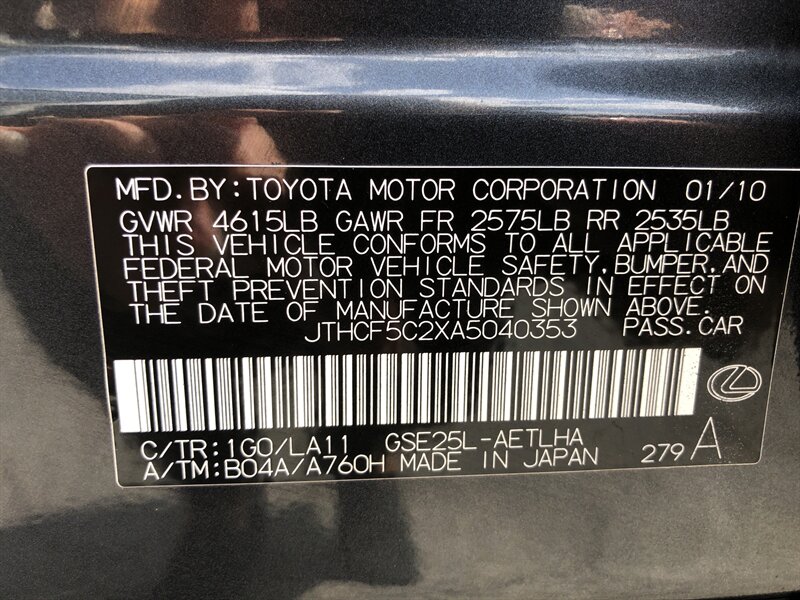 MFD.BY:TOYOTA MOTOR CORPORATION 01/10
GVWR 4615LB GAWR FR 2575LB RR 2535LB
THIS VEHICLE CONFORMS TO ALL APPLICABLE
FEDERAL MOTOR VEHICLE SAFETY,BUMPER,AND
THEFT PREVENTION STANDARDS IN EFFECT ON
THE DATE OF MANUFACTURE SHOWN ABOVE.
JTHCF5C2XA5040353 PASS.CAR
C/TR:1G0/LA11 GSE25L-AETLHA
A/TM:B04A/A760H MADE IN JAPAN 279 A